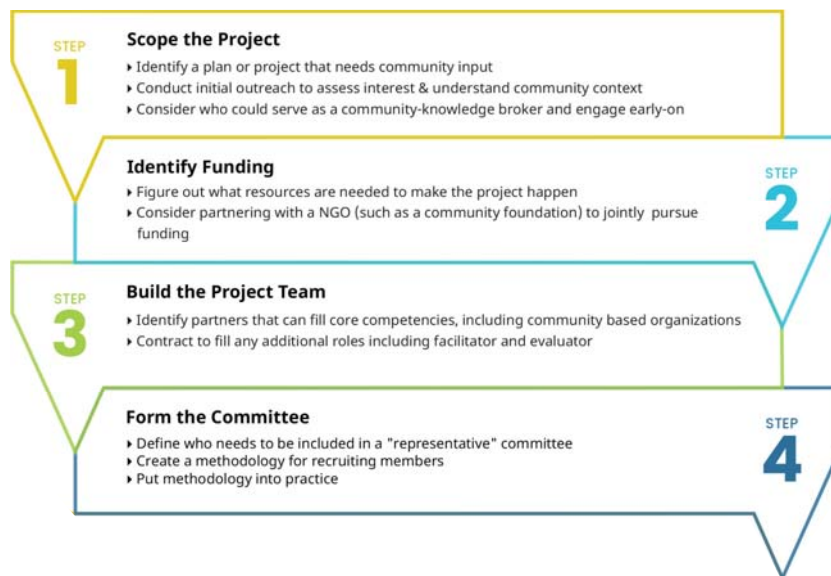 STEP
1
Scope the Project
‣ Identify a plan or project that needs community input
‣ Conduct initial outreach to assess interest & understand community context
‣ Consider who could serve as a community-knowledge broker and engage early-on
STEP
2
Identify Funding
‣ Figure out what resources are needed to make the project happen
‣ Consider partnering with a NGO (such as a community foundation) to jointly pursue
funding
STEP
3
Build the Project Team
‣ Identify partners that can fill core competencies, including community based organizations
‣ Contract to fill any additional roles including facilitator and evaluator
STEP
4
Form the Committee
‣ Define who needs to be included in a "representative" committee
‣ Create a methodology for recruiting members
‣ Put methodology into practice